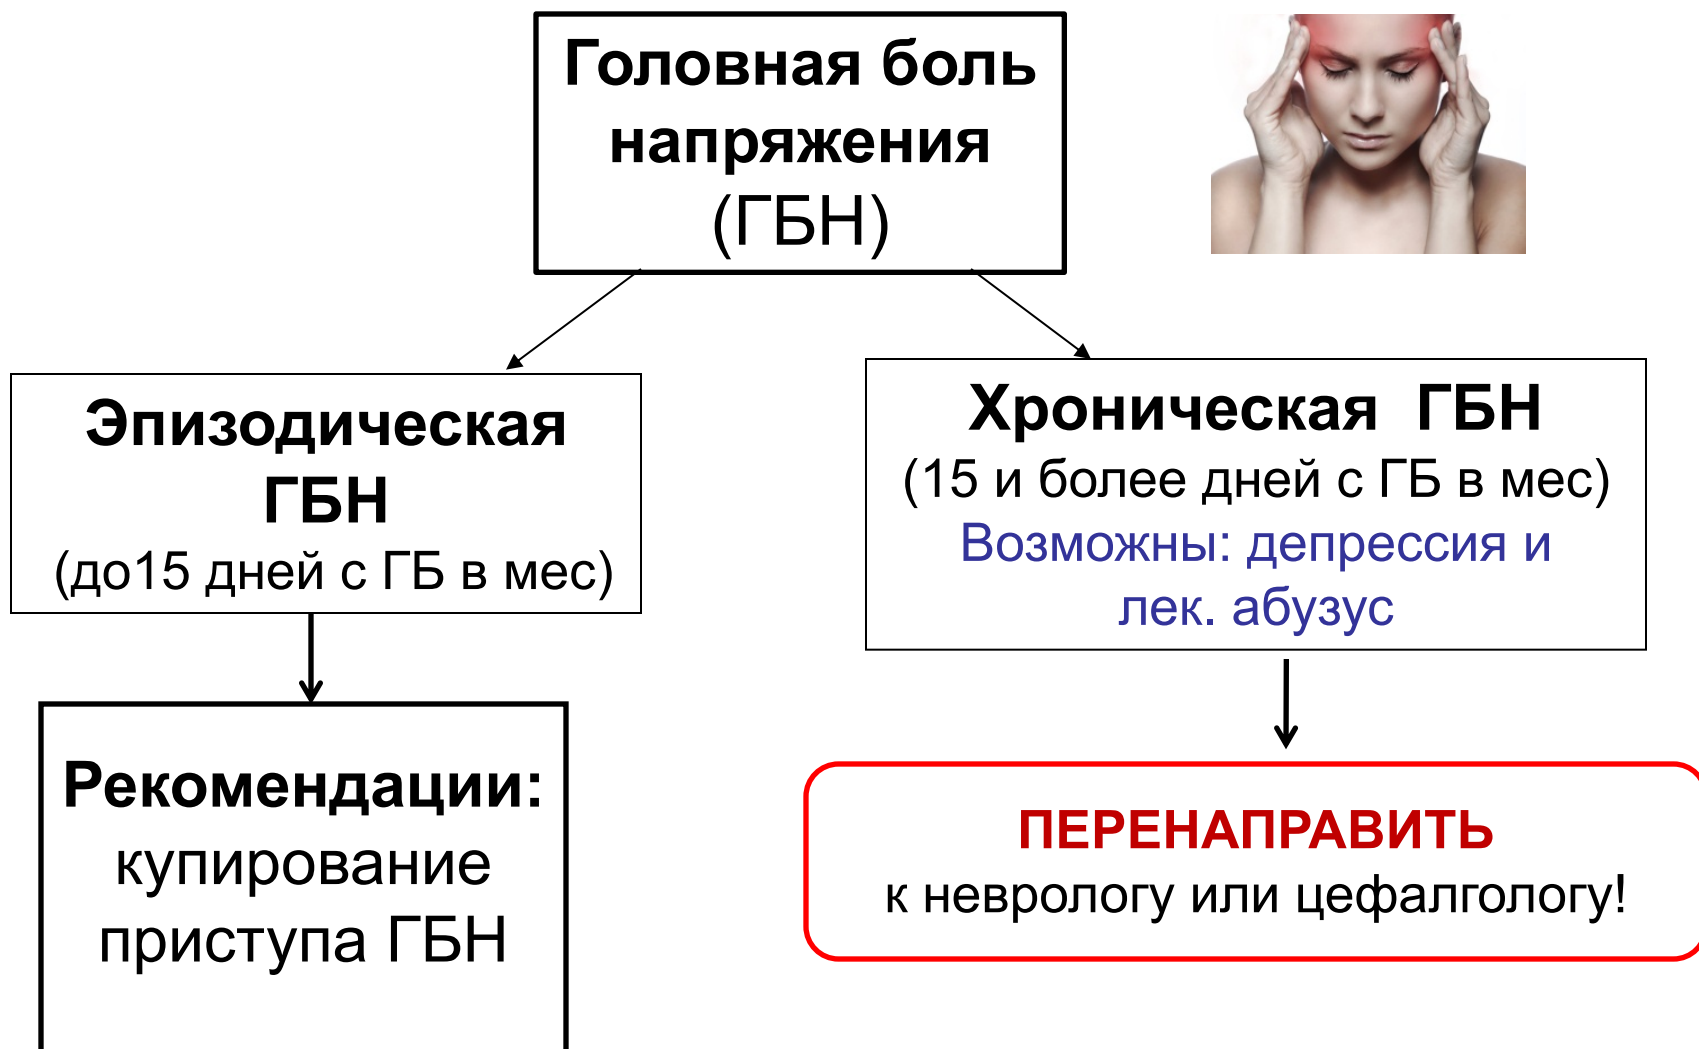 Головная боль
напряжения
(ГБН)
Эпизодическая
ГБН
(до15 дней с ГБ в мес)
Хроническая ГБН
(15 и более дней с ГБ в мес)
Возможны: депрессия и
лек. абузус
Рекомендации:
купирование
приступа ГБН
ПЕРЕНАПРАВИТЬ
к неврологу или цефалгологу!